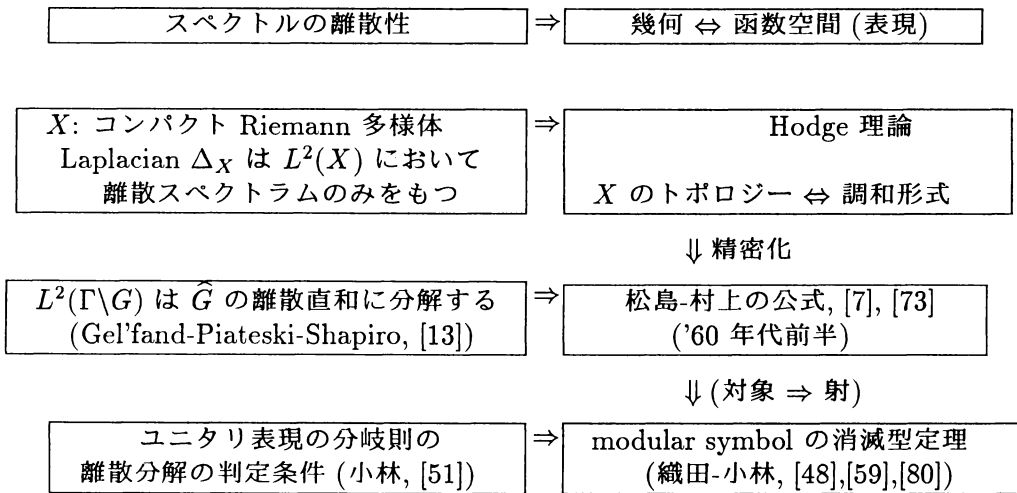 スペクトルの離散性 ⇒ 幾何 ⇔ 函数空間 (表現)
X: コンパクト Riemann 多様体 ⇒ Hodge 理論
Laplacian Δ_X は L²(X) において
離散スペクトラムのみをもつ X のトポロジー ⇔ 調和形式
⇓ 精密化
L²(Γ\G) は Ĝ の離散直和に分解する ⇒ 松島-村上の公式, [7], [73]
(Gel'fand-Piateski-Shapiro, [13]) ('60 年代前半)
⇓ (対象 ⇒ 射)
ユニタリ表現の分岐則の ⇒ modular symbol の消滅型定理
離散分解の判定条件 (小林, [51]) (織田-小林, [48],[59],[80])